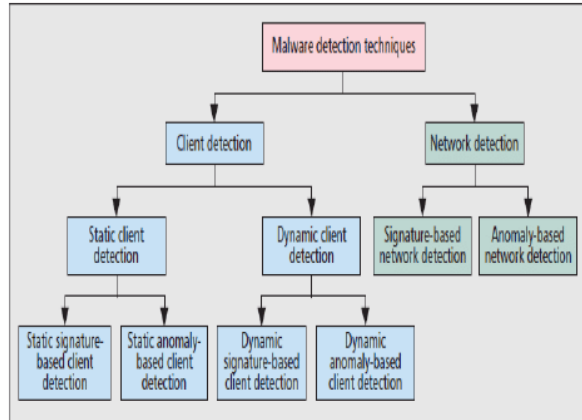 Malware detection techniques
Client detection
Network detection
Static client
detection
Dynamic client
detection
Signature-based
network detection
Anomaly-based
network detection
Static signature-
based client
detection
Static anomaly-
based client
detection
Dynamic
signature-based
client detection
Dynamic
anomaly-based
client detection